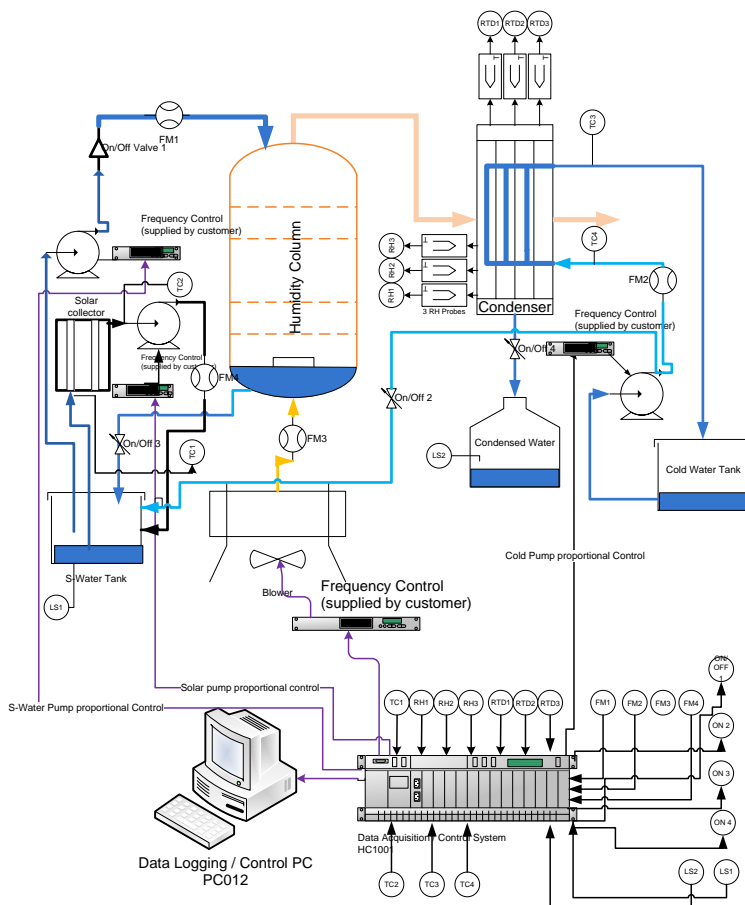 RTD1
RTD2
RTD3
T
T
T
FM1
On/Off Valve 1
TC3
Frequency Control
(supplied by customer)
TC2
Solar
collector
Frequency Control
(supplied by customer)
FM4
Humidity Column
RH3
RH2
RH1
T
T
T
3 RH Probes
Condenser
TC4
FM2
Frequency Control
(supplied by customer)
On/Off 4
On/Off 2
On/Off 3
TC1
FM3
Condensed Water
LS2
Cold Water Tank
S-Water Tank
LS1
Cold Pump proportional Control
Blower
Frequency Control
(supplied by customer)
Solar pump proportional control
S-Water Pump proportional Control
TC1
RH1
RH2
RH3
RTD1
RTD2
RTD3
FM1
FM2
FM3
FM4
ON/
OFF
1
ON 2
ON 3
ON 4
Data Acquisition / Control System
HC1001
TC2
TC3
TC4
LS2
LS1
Data Logging / Control PC
PC012